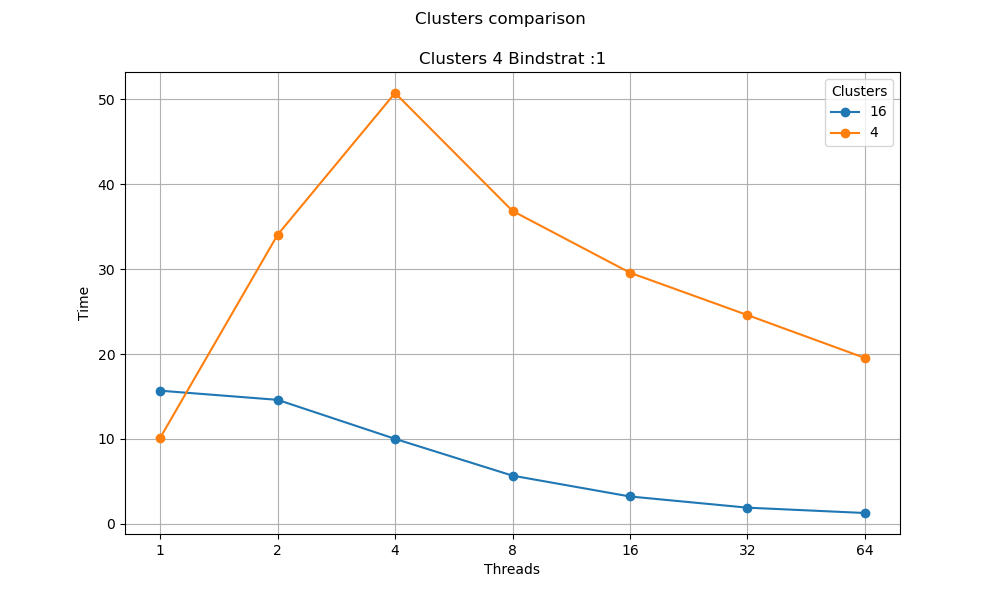 Clusters comparison
Clusters 4 Bindstrat :1
Clusters
16
4
50
40
30
20
10
0
Time
1 2 4 8 16 32 64
Threads